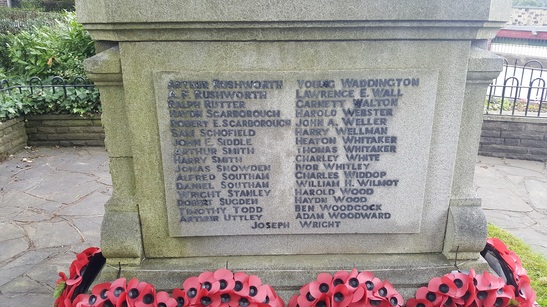 ARTHUR RUSHWORTH
A. F. RUSHWORTH
RALPH RUTTER
HAYDN SCARBOROUGH
ROBERT E. SCARBOROUGH
SAM SCHOFIELD
JOHN E. SIDDLE
ARTHUR SMITH
HARRY SMITH
JONAS SNOWDEN
ALFRED SOUTHAM
DANIEL SOUTHAM
WRIGHT STANLEY
ROBERT SUGDEN
TIMOTHY TODD
ARTHUR UTTLEY
YOUNG WADDINGTON
LAWRENCE E. WALL
GARNETT WALTON
HAROLD WEBSTER
JOHN A. WELLER
HARRY WELLMAN
HEATON WHITAKER
THOMAS WHITAKER
CHARLEY WHITE
IVOR WHITLEY
CHARLES WIDDOP
WILLIAM H. WILMOT
HAROLD WOOD
HAYDN WOOD
BEN WOODCOCK
ADAM WOODWARD
JOSEPH WRIGHT